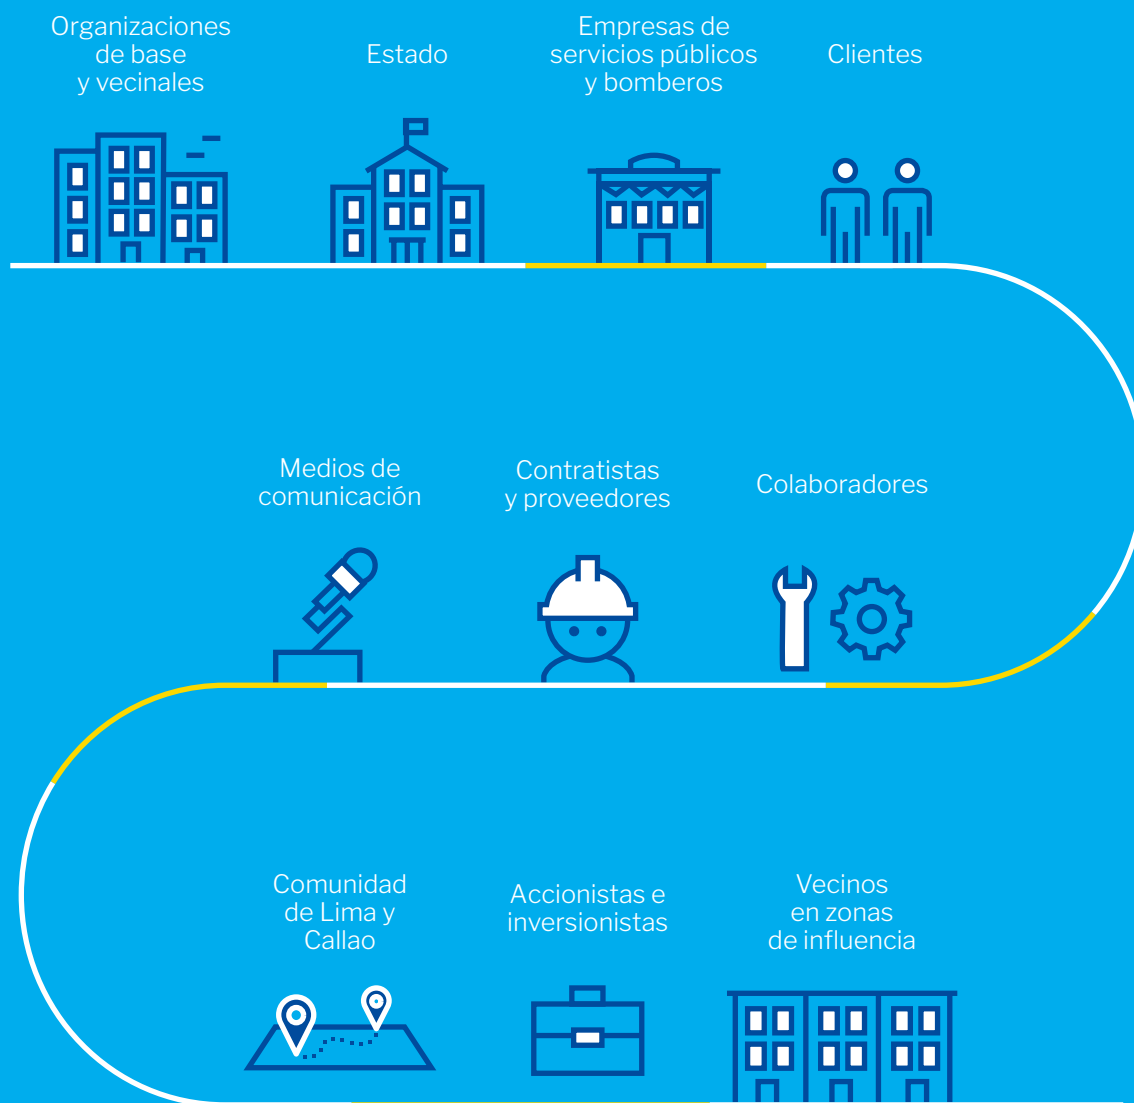 Organizaciones
de base
y vecinales
Estado
Empresas de
servicios públicos
y bomberos
Clientes
Medios de
comunicación
Contratistas
y proveedores
Colaboradores
Comunidad
de Lima y
Callao
Accionistas e
inversionistas
Vecinos
en zonas
de influencia